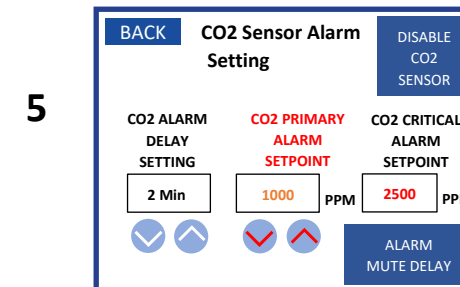 BACK
CO2 Sensor Alarm
Setting
DISABLE
CO2
SENSOR
5
CO2 ALARM
DELAY
SETTING
CO2 PRIMARY
ALARM
SETPOINT
CO2 CRITICAL
ALARM
SETPOINT
2 Min
1000 PPM
2500
ALARM
MUTE DELAY